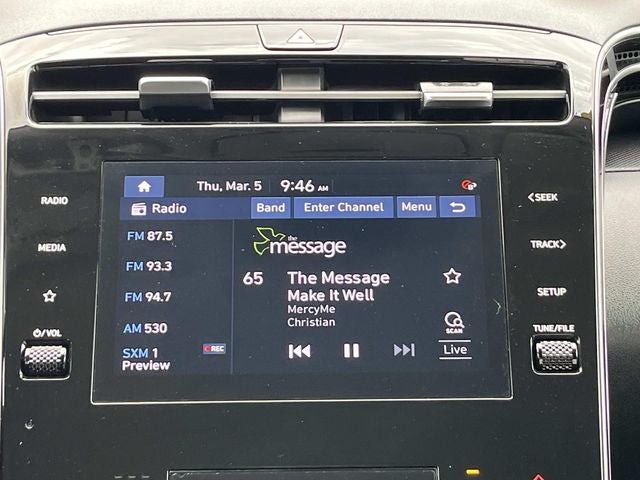 Thu, Mar. 5 9:46 AM
Radio Band Enter Channel Menu
FM 87.5
FM 93.3
FM 94.7
AM 530
SXM 1 REC
Preview
the message
65 The Message
Make It Well
MercyMe
Christian
SCAN
Live
RADIO
MEDIA
VOL
SEEK
TRACK
SETUP
TUNE/FILE